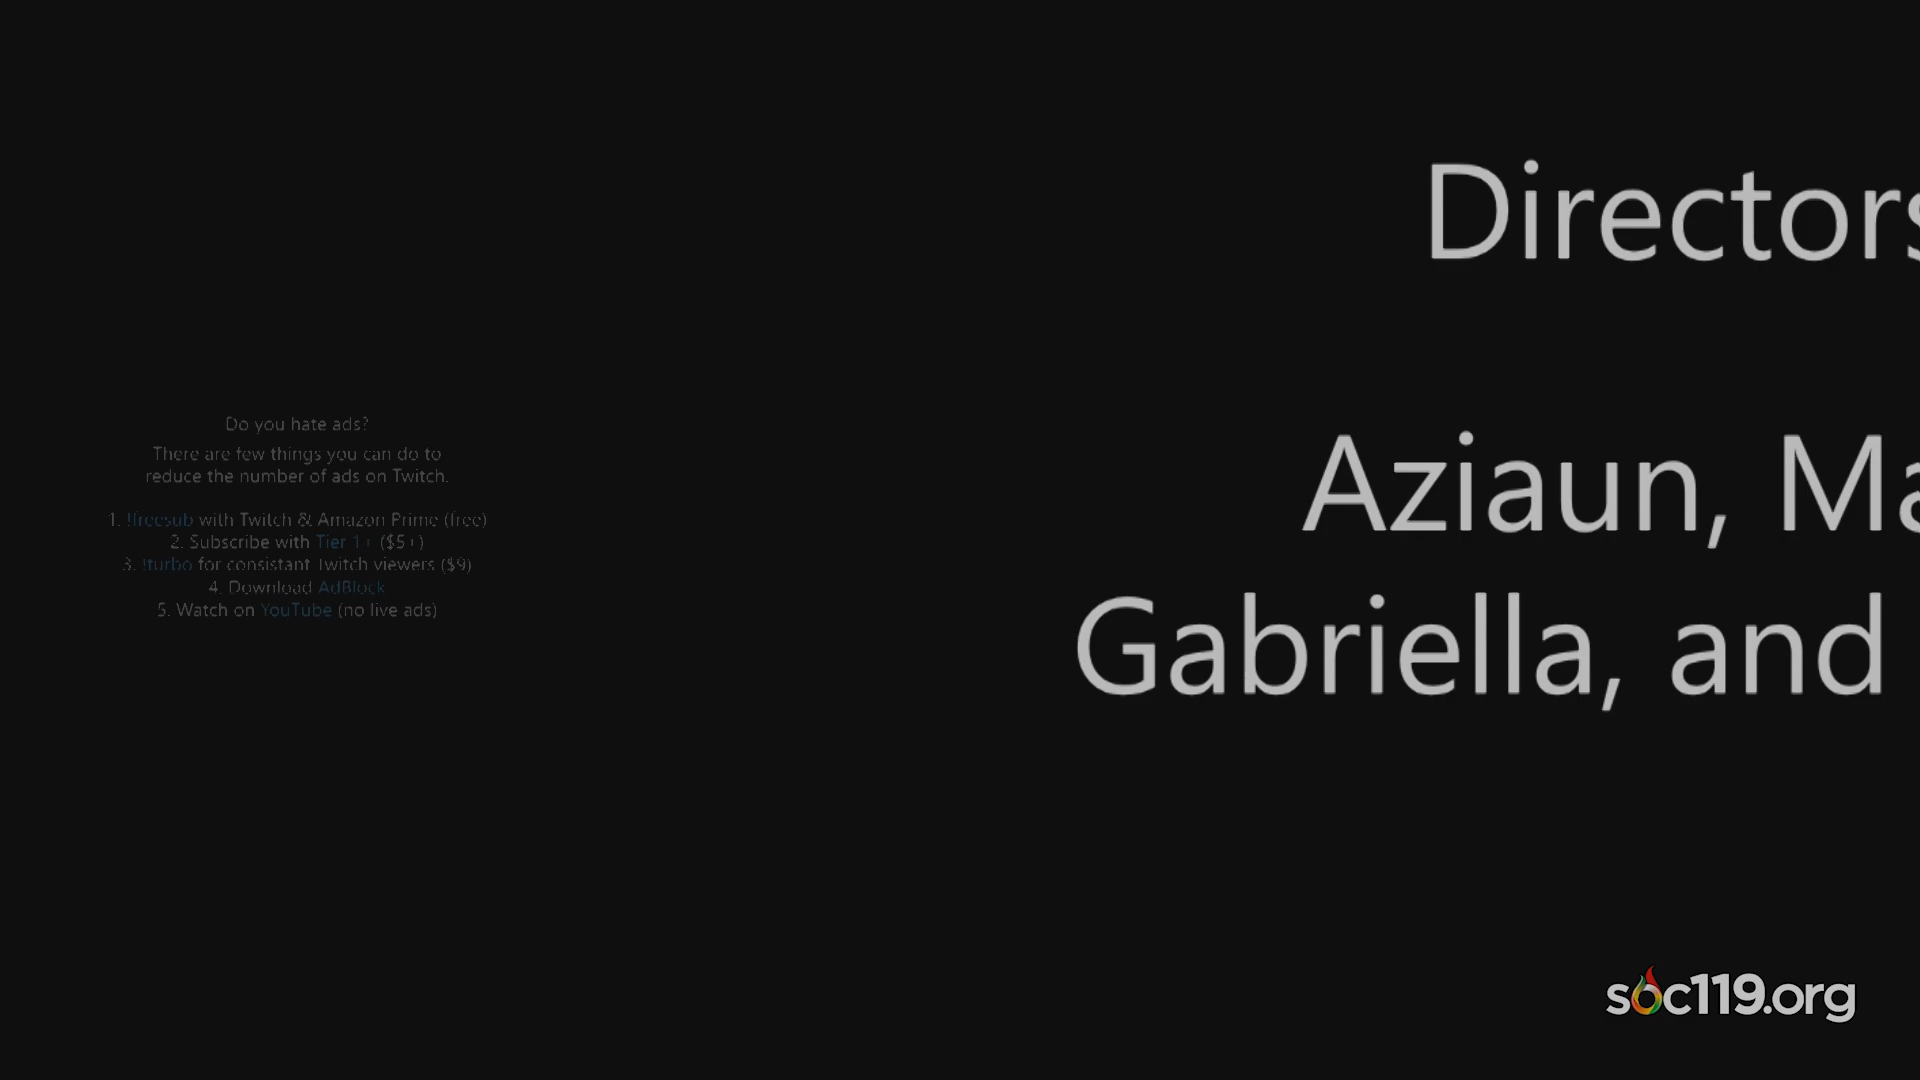 Do you hate ads?
There are few things you can do to
reduce the number of ads on Twitch.
1. !freesub with Twitch & Amazon Prime (free)
2. Subscribe with Tier 1+ ($5+)
3. !turbo for consistant Twitch viewers ($9)
4. Download AdBlock
5. Watch on YouTube (no live ads)
Directors
Aziaun, Ma
Gabriella, and
soc119.org